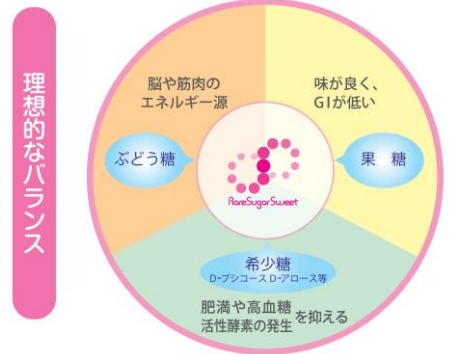 理想的なバランス
脳や筋肉の
エネルギー源
味が良く、
GIが低い
ぶどう糖
果 糖
RareSugarSweet
希少糖
D-プシコース D-アロース等
肥満や高血糖
活性酵素の発生
を抑える